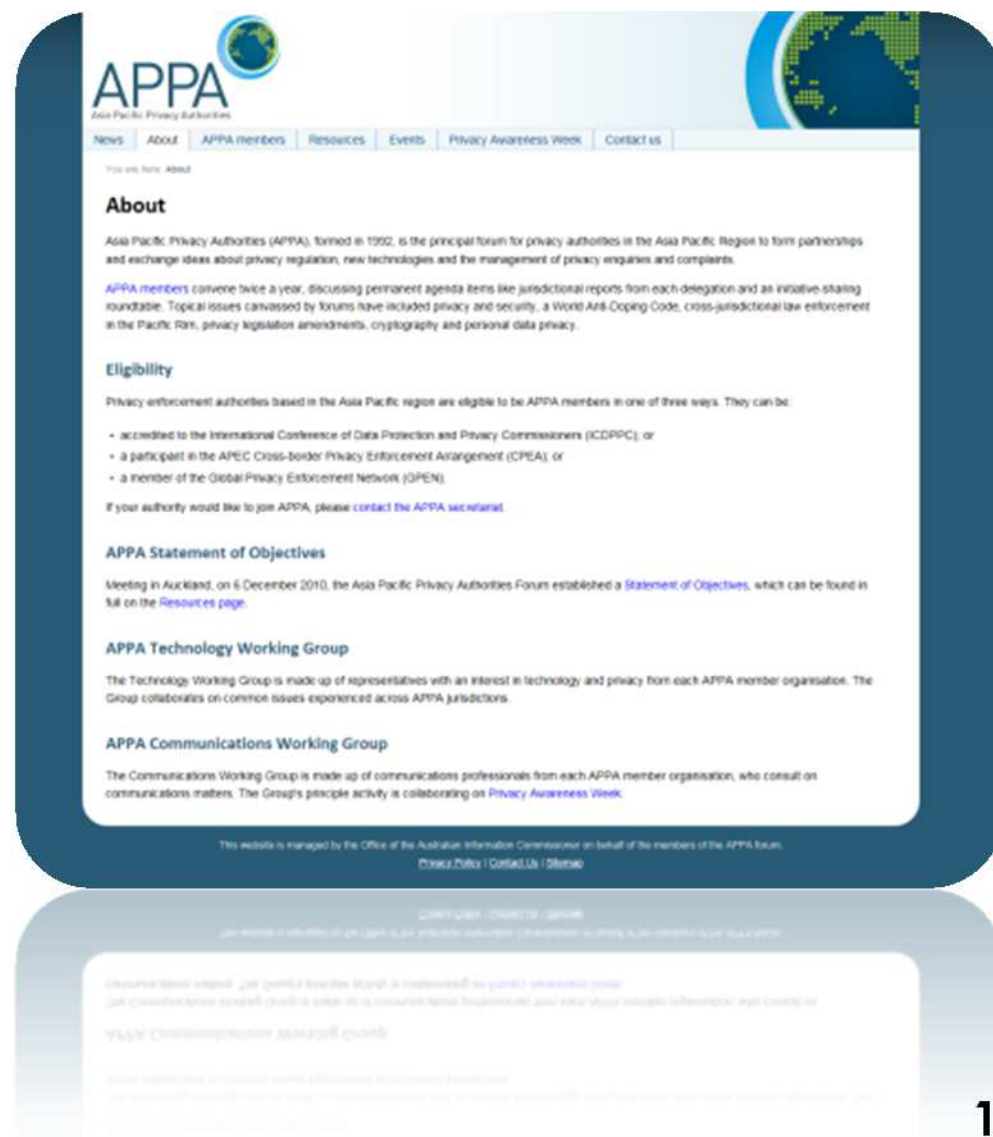 APPA
Asia Pacific Privacy Authorities
News About APPA members Resources Events Privacy Awareness Week Contact us
You are here: About
About
Asia Pacific Privacy Authorities (APPA), formed in 1992, is the principal forum for privacy authorities in the Asia Pacific Region to form partnerships
and exchange ideas about privacy regulation, new technologies and the management of privacy enquiries and complaints.
APPA members convene twice a year, discussing permanent agenda items like jurisdictional reports from each delegation and an initiative-sharing
roundtable. Topical issues canvassed by forums have included privacy and security, a World Anti-Doping Code, cross-jurisdictional law enforcement
in the Pacific Rim, privacy legislation amendments, cryptography and personal data privacy.
Eligibility
Privacy enforcement authorities based in the Asia Pacific region are eligible to be APPA members in one of three ways. They can be:
• accredited to the International Conference of Data Protection and Privacy Commissioners (ICDPPC); or
• a participant in the APEC Cross-border Privacy Enforcement Arrangement (CPEA); or
• a member of the Global Privacy Enforcement Network (GPEN).
If your authority would like to join APPA, please contact the APPA secretariat.
APPA Statement of Objectives
Meeting in Auckland, on 6 December 2010, the Asia Pacific Privacy Authorities Forum established a Statement of Objectives, which can be found in
full on the Resources page.
APPA Technology Working Group
The Technology Working Group is made up of representatives with an interest in technology and privacy from each APPA member organisation. The
Group collaborates on common issues experienced across APPA jurisdictions.
APPA Communications Working Group
The Communications Working Group is made up of communications professionals from each APPA member organisation, who consult on
communications matters. The Group's principle activity is collaborating on Privacy Awareness Week.
This website is managed by the Office of the Australian Information Commissioner on behalf of the members of the APPA forum.
Privacy Policy | Contact Us | Sitemap
1